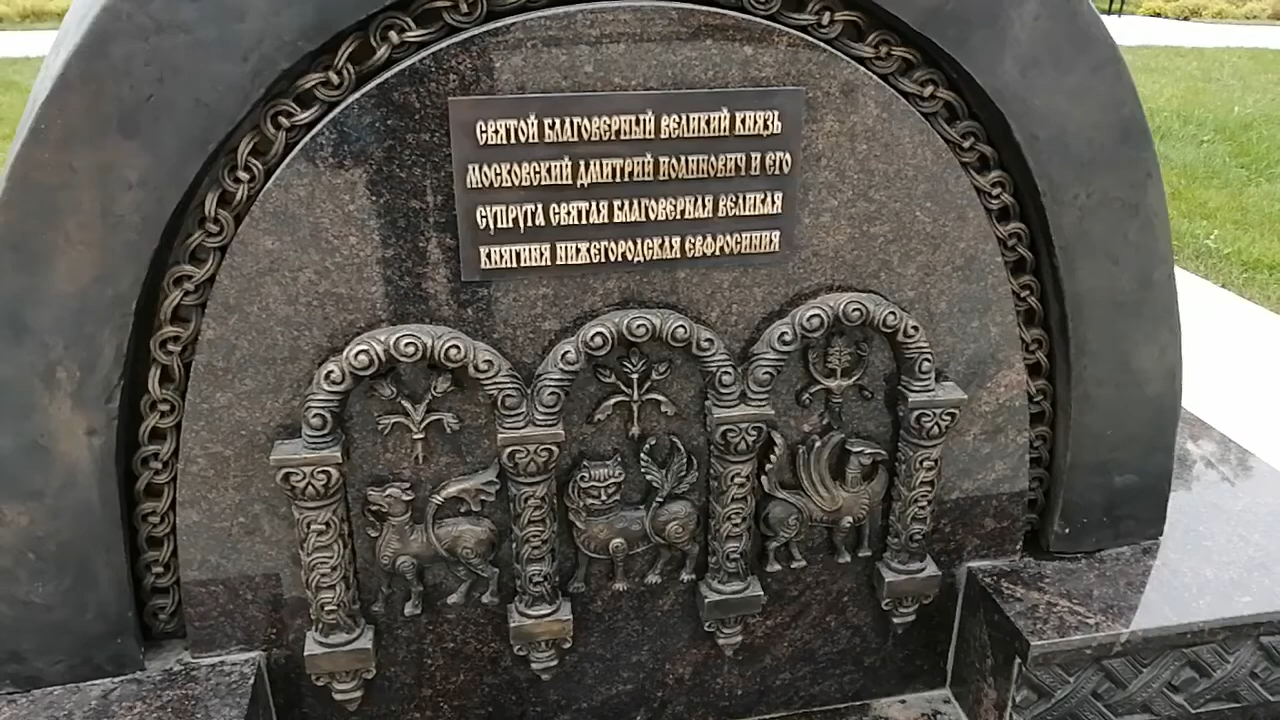 СВЯТОЙ БЛАГОВЕРНЫЙ ВЕЛИКИЙ КНЯЗЬ
МОСКОВСКИЙ ДМИТРИЙ ИОАННОВИЧ И ЕГО
СУПРУГА СВЯТАЯ БЛАГОВЕРНАЯ ВЕЛИКАЯ
КНЯГИНЯ НИЖЕГОРОДСКАЯ ЕВФРОСИНИЯ